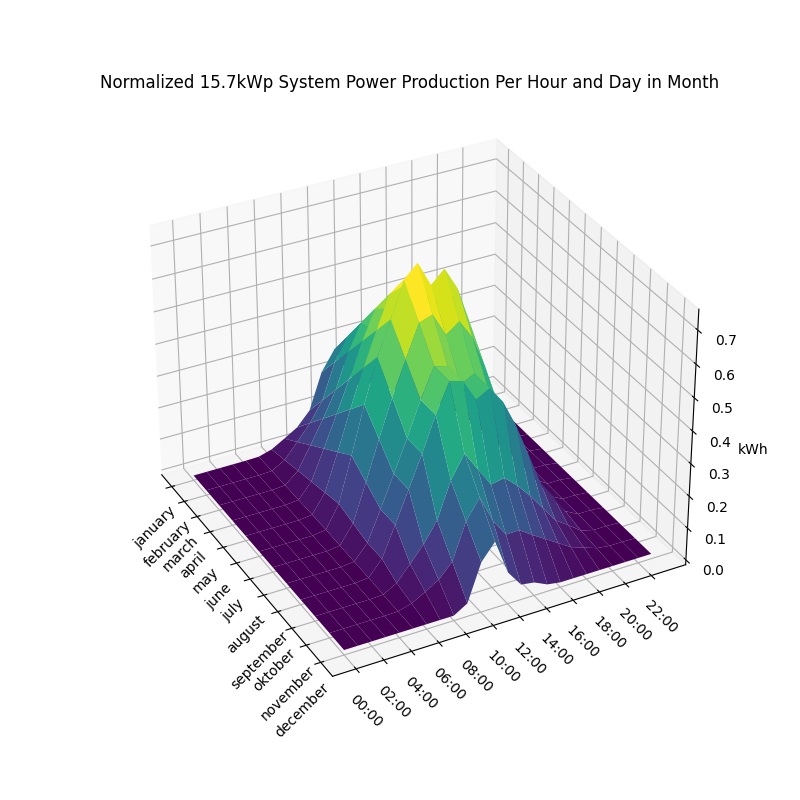 Normalized 15.7kWp System Power Production Per Hour and Day in Month
0.7
0.6
0.5
0.4
kWh
0.3
0.2
0.1
0.0
january
february
march
april
may
june
july
august
september
oktober
november
december
00:00
02:00
04:00
06:00
08:00
10:00
12:00
14:00
16:00
18:00
20:00
22:00